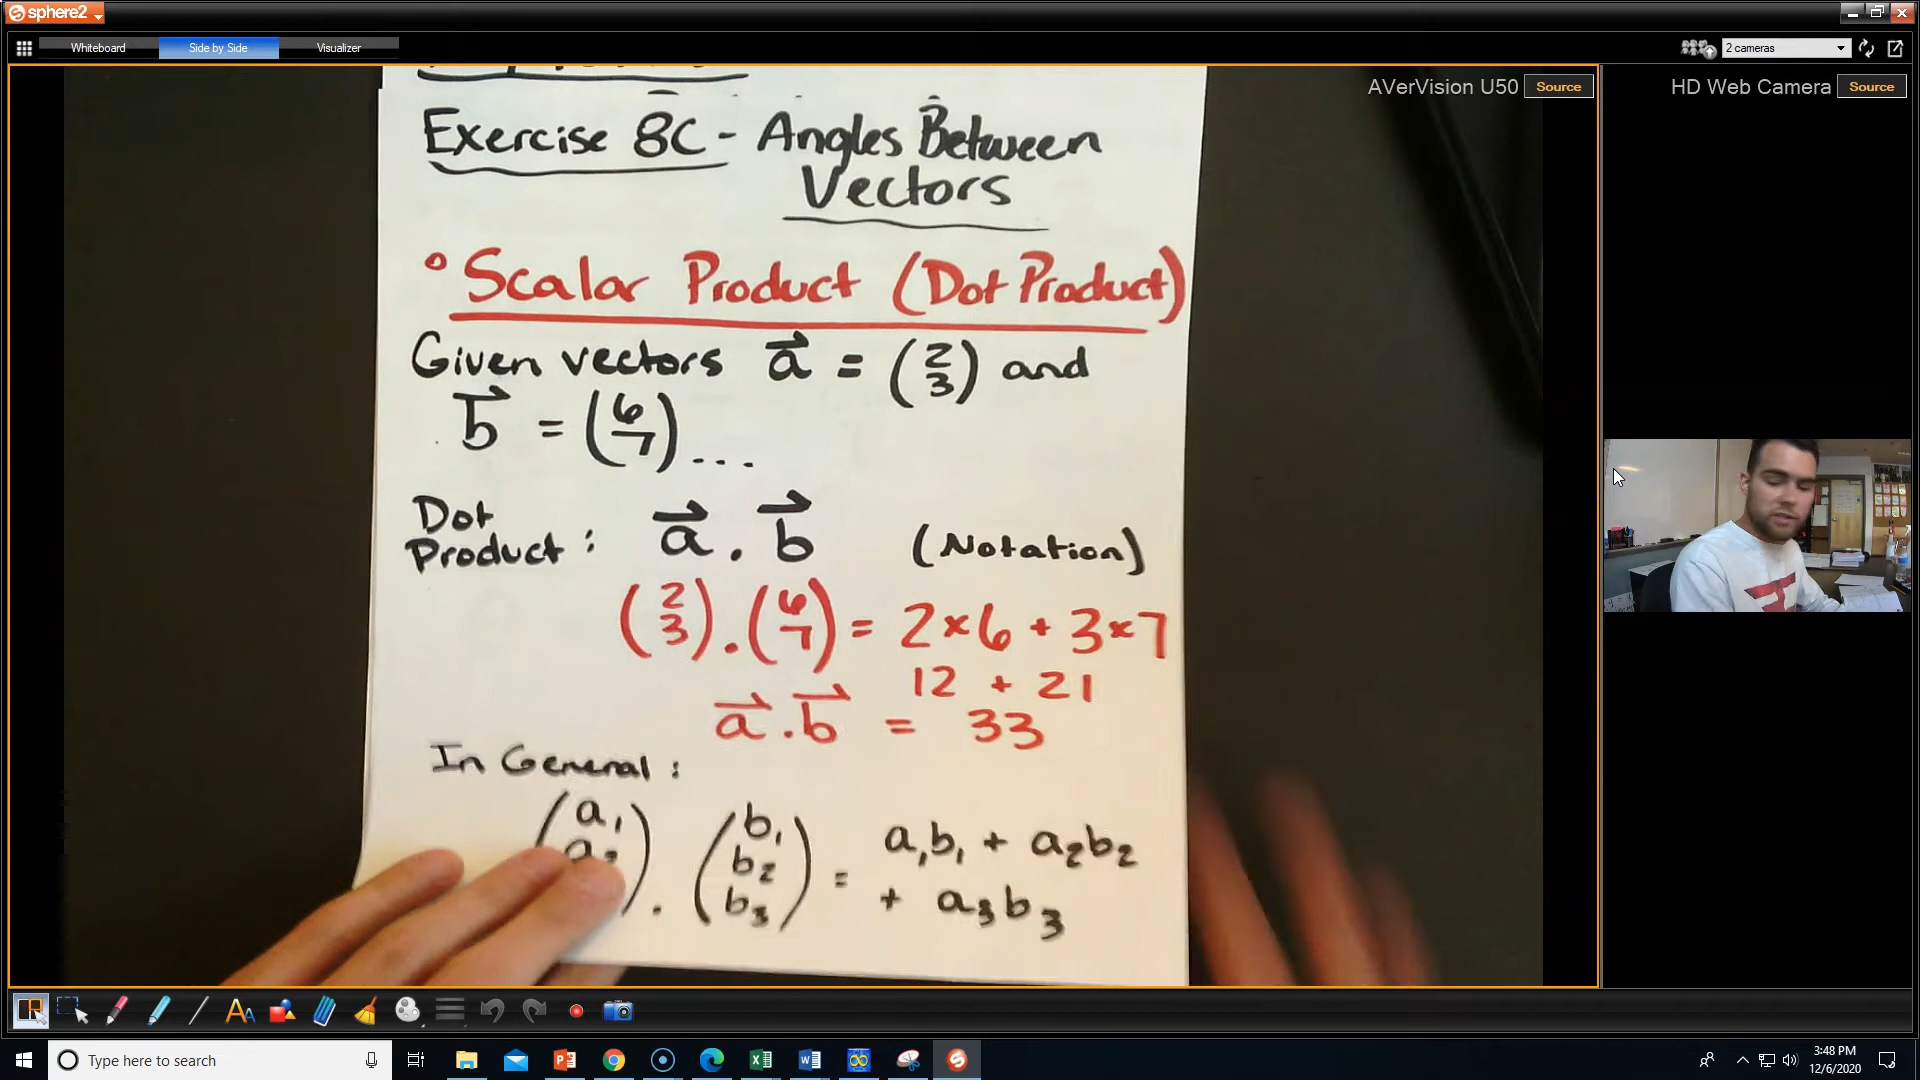 sphere2
Whiteboard
Side by Side
Visualizer
2 cameras
AVerVision U50
Source
HD Web Camera
Source
Exercise 8C - Angles Between
Vectors
• Scalar Product (Dot Product)
Given vectors a⃗ = (2 3) and
b⃗ = (6 7) ...
Dot
Product : a⃗ . b⃗ (Notation)
(2 3) . (6 7) = 2×6 + 3×7
12 + 21
a⃗ . b⃗ = 33
In General :
(a₁ . (b₁ b₂ b₃) = a₁b₁ + a₂b₂
+ a₃b₃
Type here to search
3:48 PM
12/6/2020